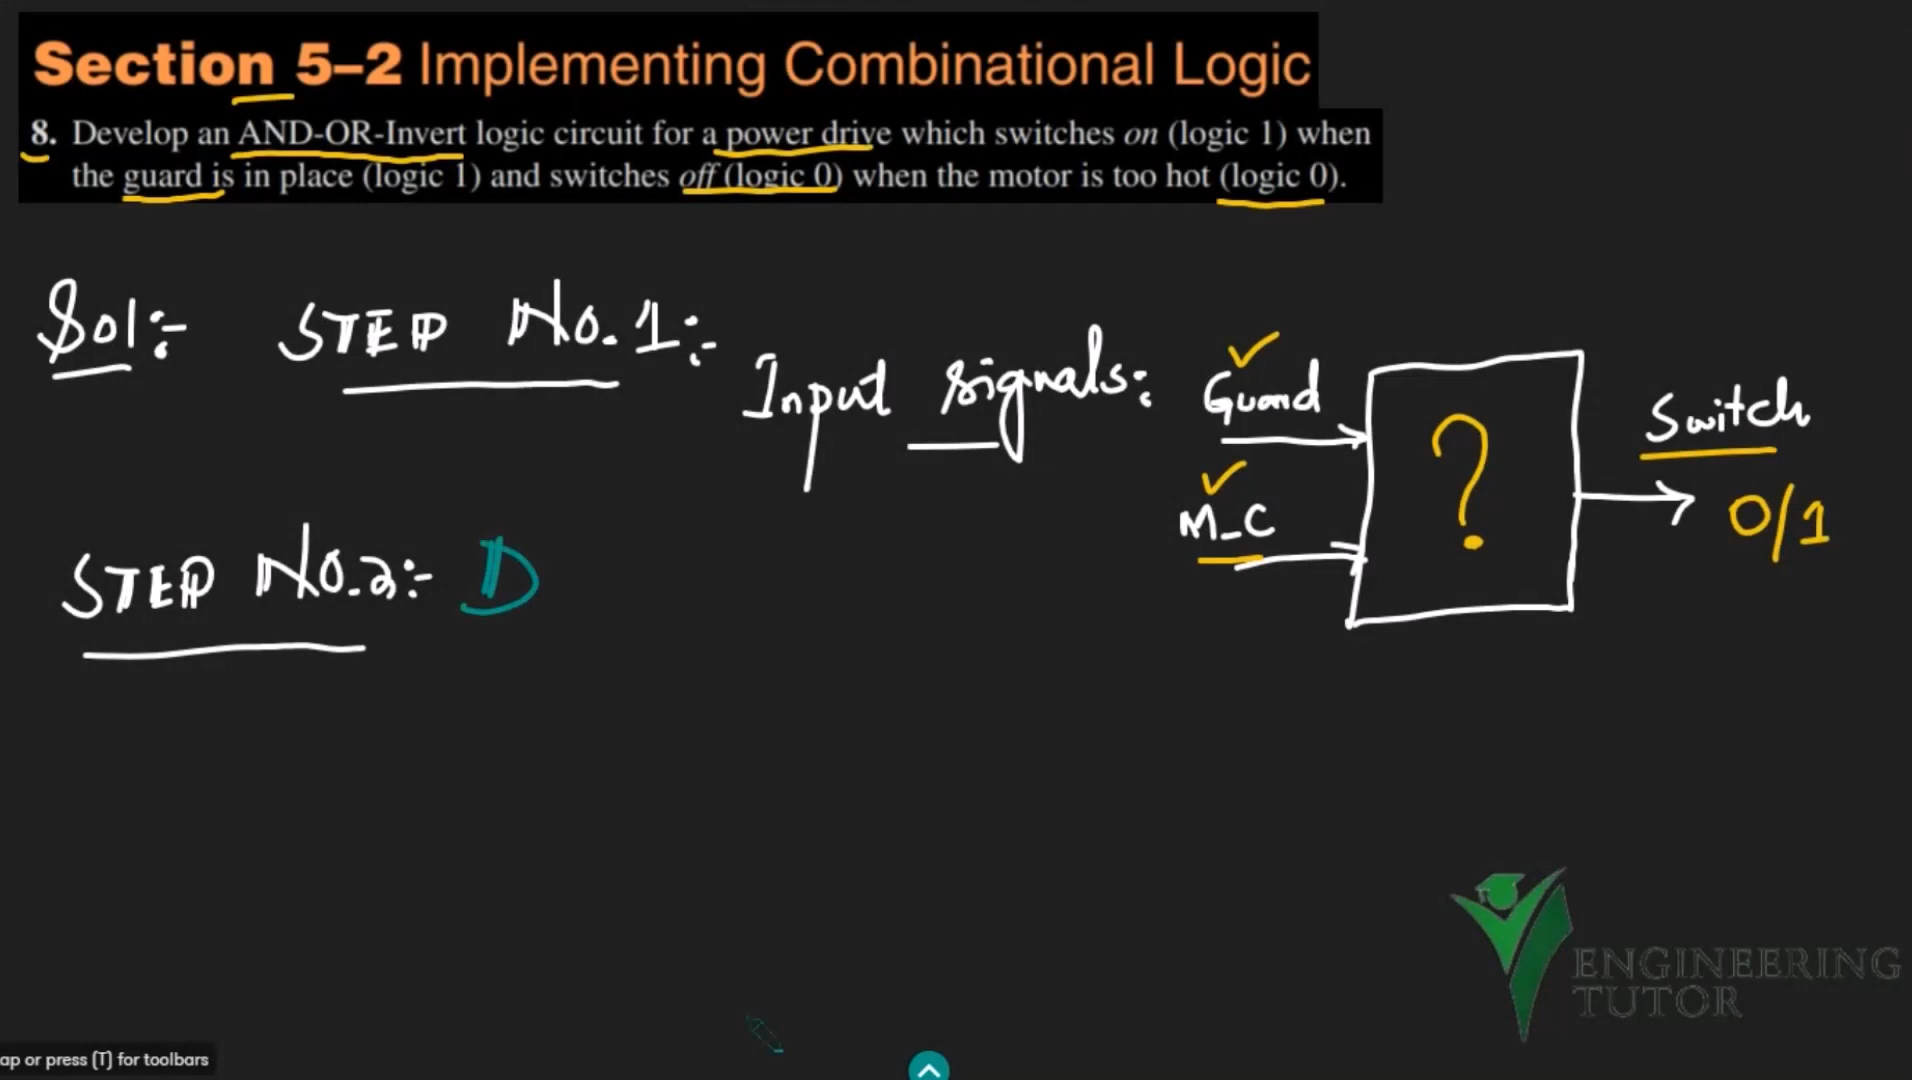 Section 5–2 Implementing Combinational Logic
8. Develop an AND-OR-Invert logic circuit for a power drive which switches on (logic 1) when
the guard is in place (logic 1) and switches off (logic 0) when the motor is too hot (logic 0).
Sol:- STEP No. 1:-
Input signals:
Guard
M_C
?
Switch
0/1
STEP No.2:- D
ENGINEERING
TUTOR
ap or press (T) for toolbars